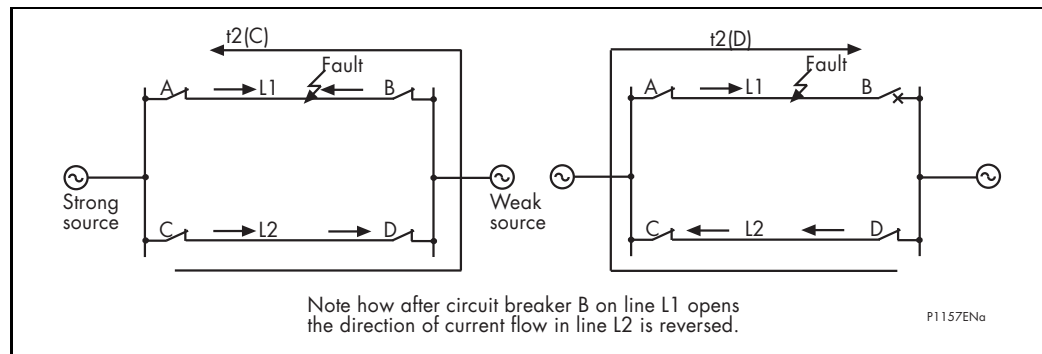 t2(C)
Fault
A
L1
B
Strong
source
Weak
source
C
L2
D
t2(D)
Fault
A
L1
B
C
L2
D
Note how after circuit breaker B on line L1 opens
the direction of current flow in line L2 is reversed.
P1157ENa